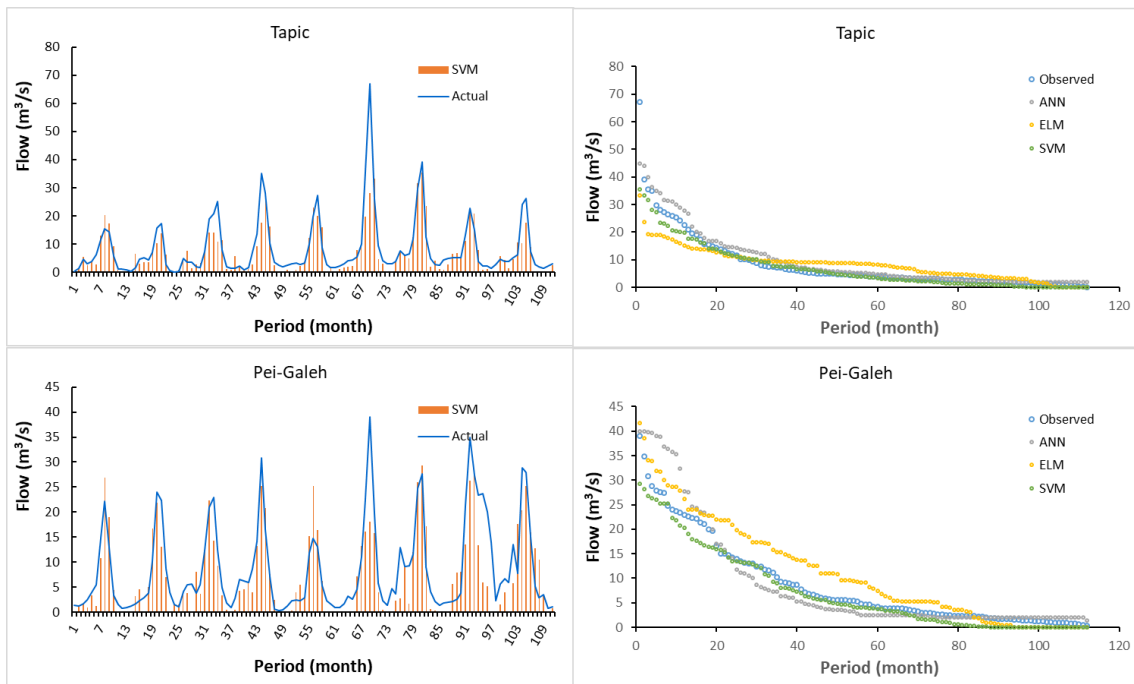 Tapic
80
70
60
50
40
30
20
10
0
Flow (m³/s)
SVM
Actual
1 7 13 19 25 31 37 43 49 55 61 67 73 79 85 91 97 103 109
Period (month)
Tapic
80
70
60
50
40
30
20
10
0
Flow (m³/s)
Observed
ANN
ELM
SVM
0 20 40 60 80 100 120
Period (month)
Pei-Galeh
45
40
35
30
25
20
15
10
5
0
Flow (m³/s)
SVM
Actual
1 7 13 19 25 31 37 43 49 55 61 67 73 79 85 91 97 103 109
Period (month)
Pei-Galeh
45
40
35
30
25
20
15
10
5
0
Flow (m³/s)
Observed
ANN
ELM
SVM
0 20 40 60 80 100 120
Period (month)